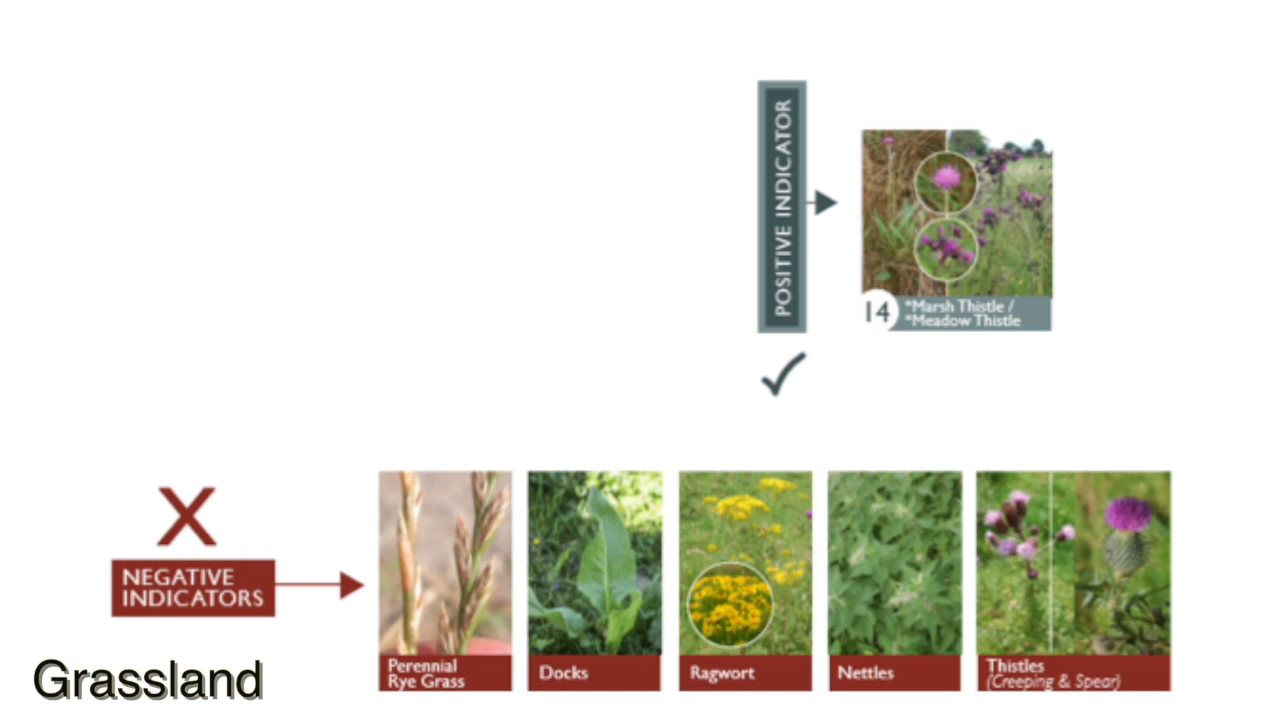 POSITIVE INDICATOR
14
*Marsh Thistle /
*Meadow Thistle
X
NEGATIVE
INDICATORS
Perennial
Rye Grass
Docks
Ragwort
Nettles
Thistles
(Creeping & Spear)
Grassland